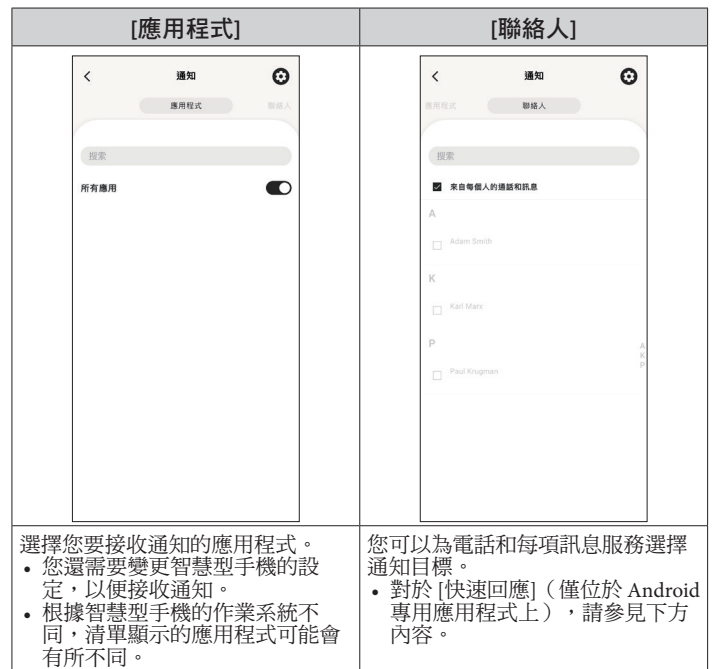 [應用程式]
[聯絡人]
通知
應用程式
聯絡人
搜索
所有應用
通知
應用程式
聯絡人
搜索
來自每個人的通話和訊息
A
Adam Smith
K
Karl Marx
P
Paul Krugman
A
K
P
選擇您要接收通知的應用程式。
• 您還需要變更智慧型手機的設
定，以便接收通知。
• 根據智慧型手機的作業系統不
同，清單顯示的應用程式可能會
有所不同。
您可以為電話和每項訊息服務選擇
通知目標。
• 對於 [快速回應]（僅位於 Android
專用應用程式上），請參見下方
內容。